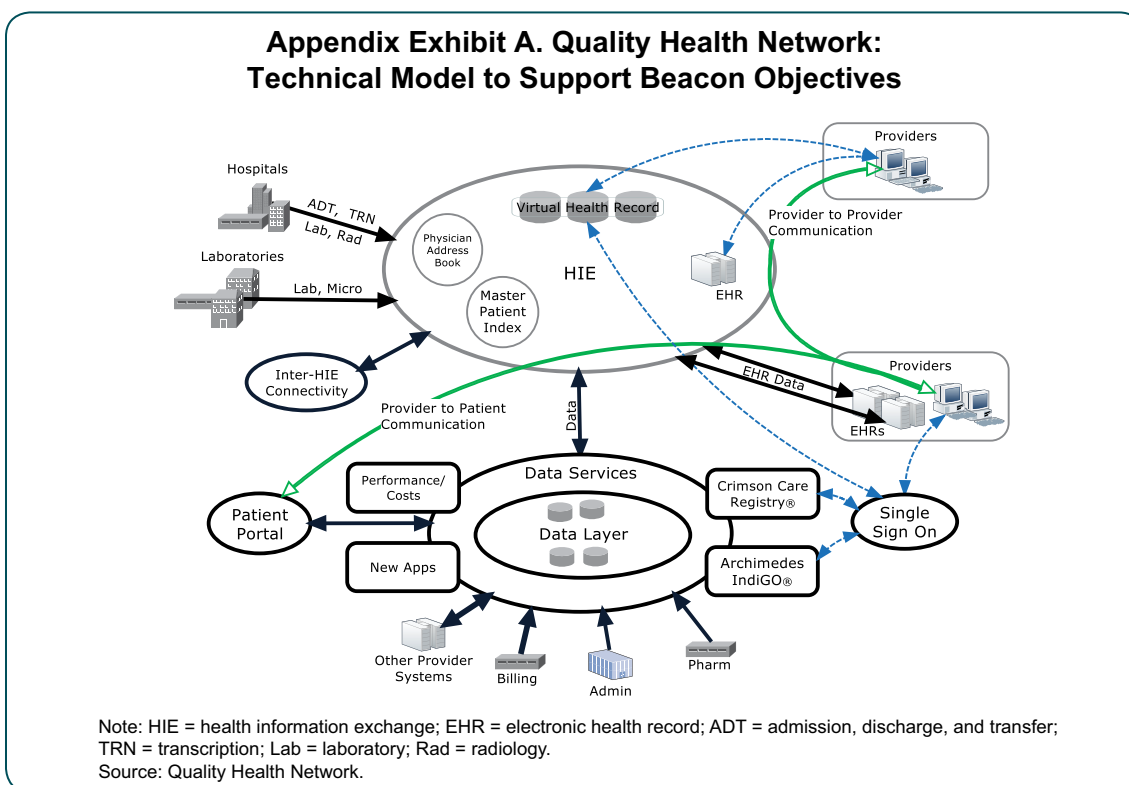 Appendix Exhibit A. Quality Health Network:
Technical Model to Support Beacon Objectives
Providers
Hospitals
ADT, TRN
Lab, Rad
Virtual Health Record
Provider to Provider
Communication
Physician
Address
Book
Laboratories
HIE
EHR
Lab, Micro
Master
Patient
Index
Inter-HIE
Connectivity
EHR Data
Providers
EHRs
Provider to Patient
Communication
Data
Data Services
Performance/
Costs
Crimson Care
Registry®
Patient
Portal
Data Layer
Single
Sign On
New Apps
Archimedes
IndiGO®
Other Provider
Systems
Billing
Admin
Pharm
Note: HIE = health information exchange; EHR = electronic health record; ADT = admission, discharge, and transfer;
TRN = transcription; Lab = laboratory; Rad = radiology.
Source: Quality Health Network.